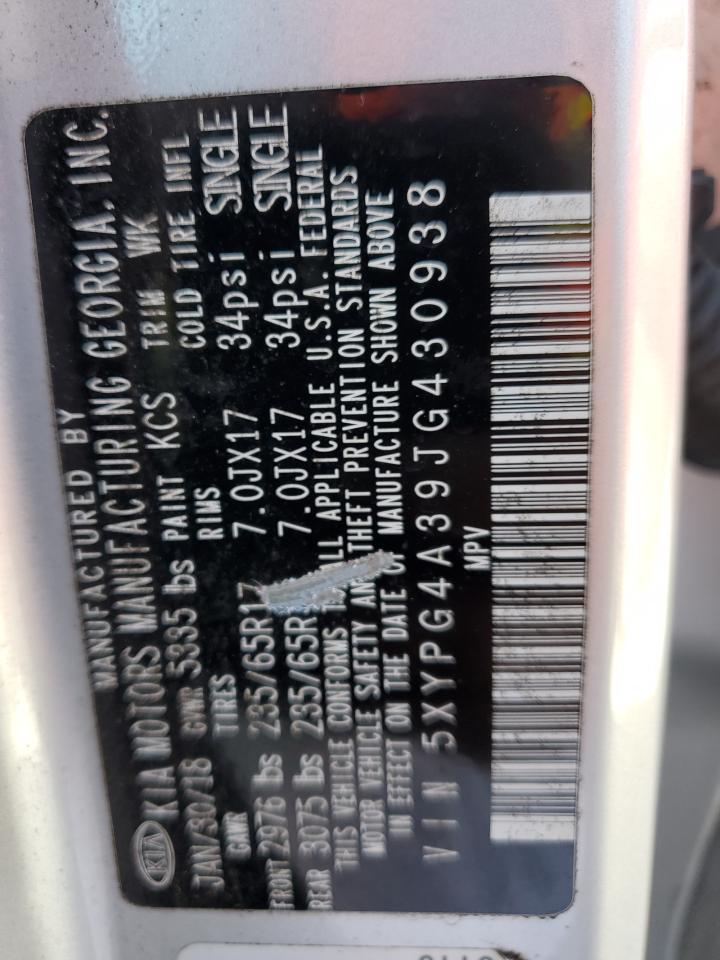 MANUFACTURED BY
KIA KIA MOTORS MANUFACTURING GEORGIA, INC.
JAN/30/18 GVWR 5335 lbs PAINT KCS TRIM WK
GAWR TIRES RIMS COLD TIRE INFL
FRONT 2976 lbs 235/65R17 7.0JX17 34psi SINGLE
REAR 3075 lbs 235/65R 7.0JX17 34psi SINGLE
THIS VEHICLE CONFORMS ALL APPLICABLE U.S.A. FEDERAL
MOTOR VEHICLE SAFETY AN THEFT PREVENTION STANDARDS
IN EFFECT ON THE DATE OF MANUFACTURE SHOWN ABOVE
VIN 5XYPG4A39JG430938
MPV